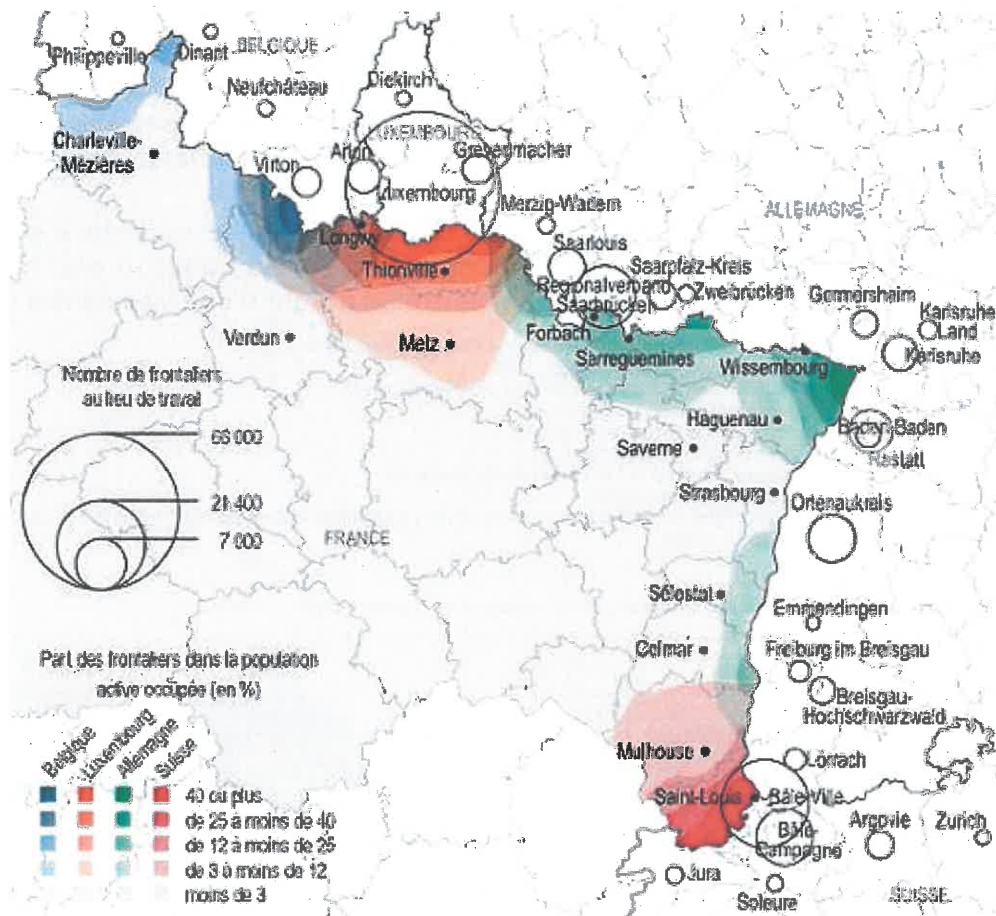 Philippeville
Dinant
BELGIQUE
Neufchâteau
Diekirch
LUXEMBOURG
Charleville-
Mézières
Virton
Arlon
Grevenmacher
Luxembourg
Merzig-Wadern
ALLEMAGNE
Longwy
Thionville
Saarlouis
Saarpfalz-Kreis
Regionalverband
Saarbrücken
Zweibrücken
Germersheim
Karlsruhe
Land
Karlsruhe
Verdun
Metz
Forbach
Sarreguemines
Wissembourg
Nombre de frontaliers
au lieu de travail
Haguenau
Baden-Baden
Rastatt
Saverne
66 000
Strasbourg
21 400
Ortenaukreis
7 000
FRANCE
Sélestat
Emmendingen
Colmar
Freiburg im Breisgau
Part des frontaliers dans la population
active occupée (en %)
Breisgau-
Hochschwarzwald
Belgique
Luxembourg
Allemagne
Suisse
Mulhouse
Lörrach
40 ou plus
Saint-Louis
Bâle-Ville
de 25 à moins de 40
Bâle-
Campagne
Argovie
Zurich
de 12 à moins de 25
de 3 à moins de 12
Jura
moins de 3
Soleure
SUISSE